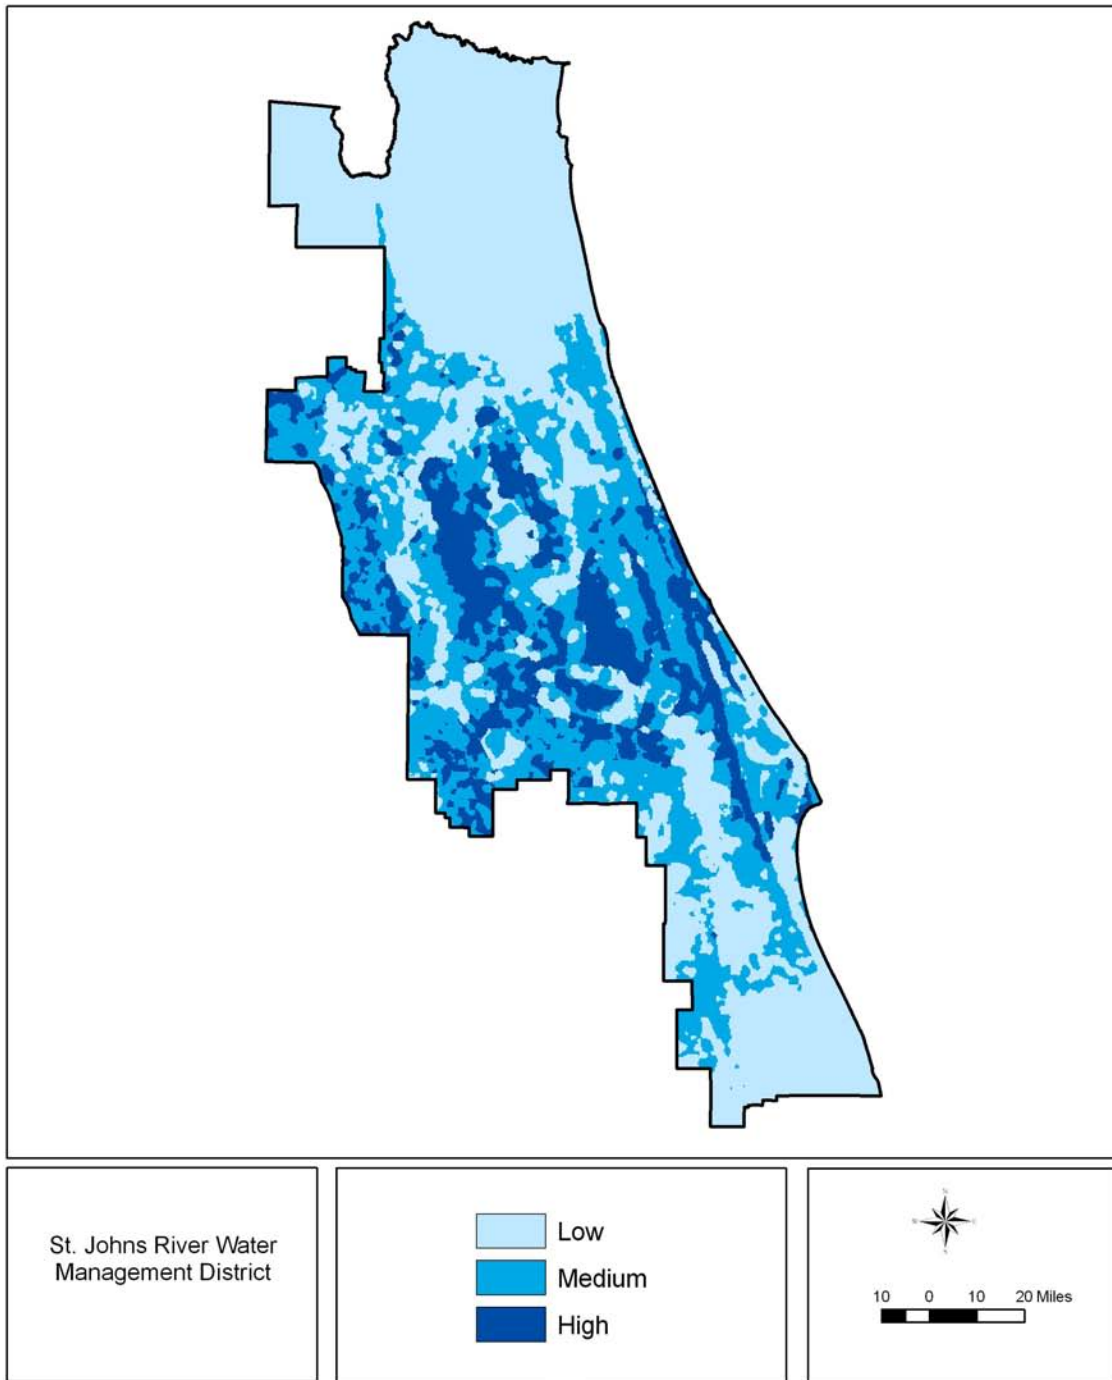 St. Johns River Water
Management District
Low
Medium
High
N
10 0 10 20 Miles